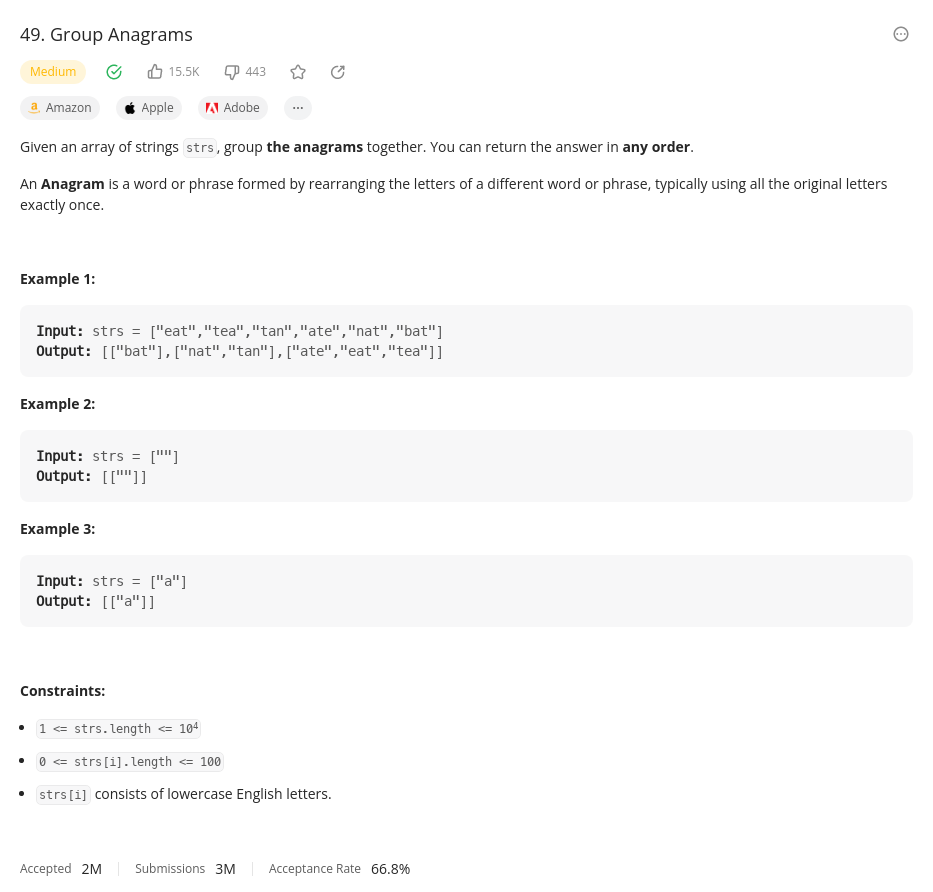 49. Group Anagrams
Medium 15.5K 443
Amazon Apple Adobe ...
Given an array of strings strs, group the anagrams together. You can return the answer in any order.
An Anagram is a word or phrase formed by rearranging the letters of a different word or phrase, typically using all the original letters
exactly once.
Example 1:
Input: strs = ["eat","tea","tan","ate","nat","bat"]
Output: [["bat"],["nat","tan"],["ate","eat","tea"]]
Example 2:
Input: strs = [""]
Output: [[""]]
Example 3:
Input: strs = ["a"]
Output: [["a"]]
Constraints:
• 1 <= strs.length <= 10⁴
• 0 <= strs[i].length <= 100
• strs[i] consists of lowercase English letters.
Accepted 2M Submissions 3M Acceptance Rate 66.8%